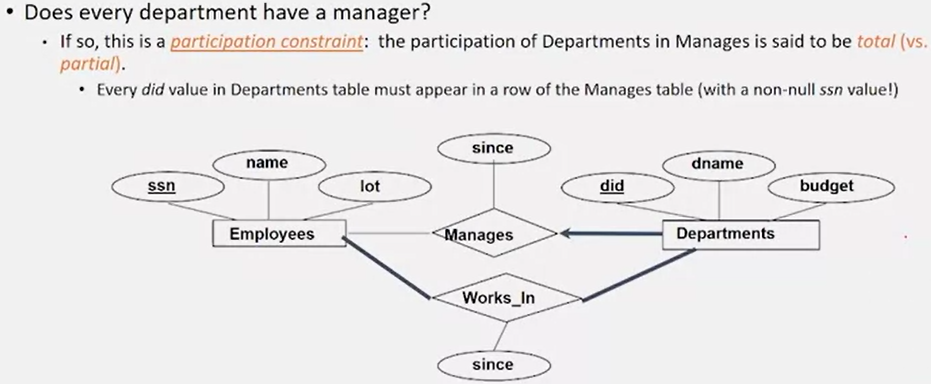 • Does every department have a manager?
• If so, this is a participation constraint: the participation of Departments in Manages is said to be total (vs.
partial).
• Every did value in Departments table must appear in a row of the Manages table (with a non-null ssn value!)
since
name
dname
ssn
lot
did
budget
Employees
Manages
Departments
Works_In
since